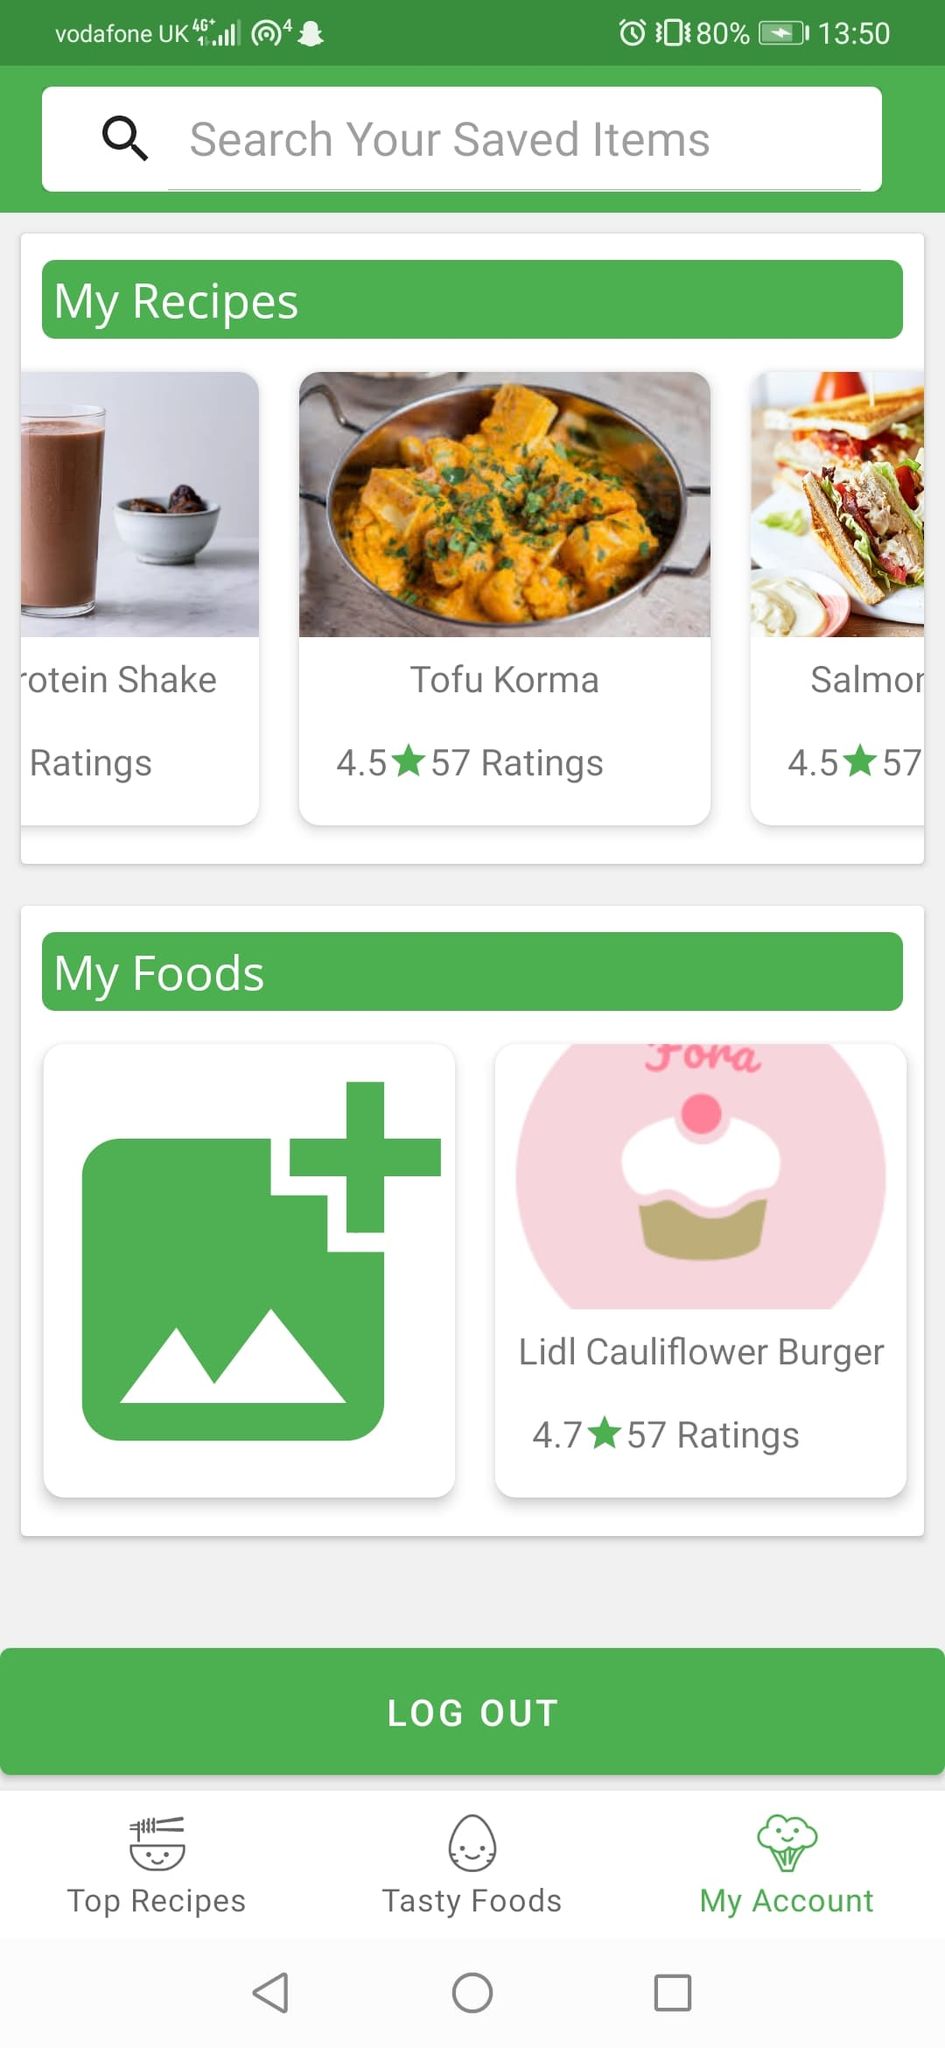 vodafone UK 4G+ 4 80% 13:50
Search Your Saved Items
My Recipes
rotein Shake
Ratings
Tofu Korma
4.5 57 Ratings
Salmon
4.5 57
My Foods
Fora
Lidl Cauliflower Burger
4.7 57 Ratings
LOG OUT
Top Recipes
Tasty Foods
My Account